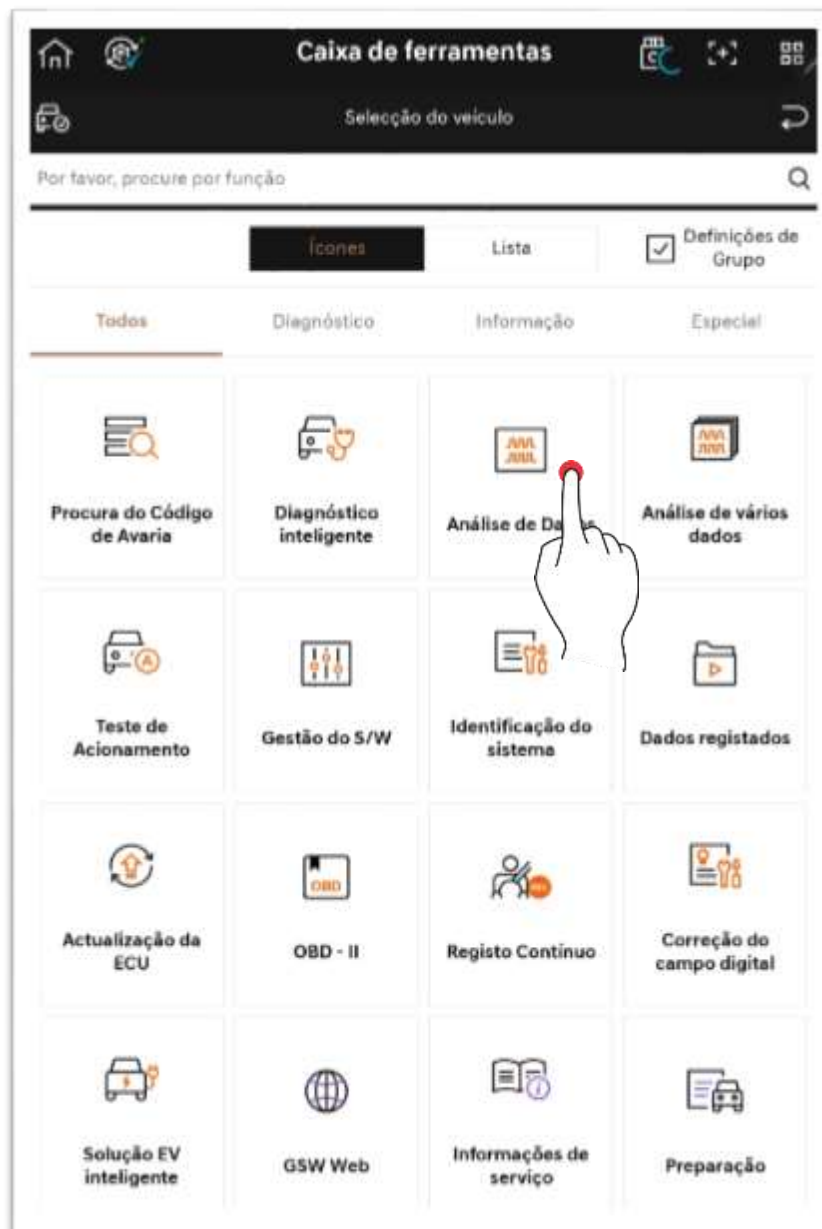 Caixa de ferramentas
Selecção do veículo
Por favor, procure por função
Ícones
Lista
Definições de
Grupo
Todos
Diagnóstico
Informação
Especial
Procura do Código
de Avaria
Diagnóstico
inteligente
Análise de
Análise de vários
dados
Teste de
Acionamento
Gestão do S/W
Identificação do
sistema
Dados registados
Actualização da
ECU
OBD
OBD - II
Registo Contínuo
Correção do
campo digital
Solução EV
inteligente
GSW Web
Informações de
serviço
Preparação